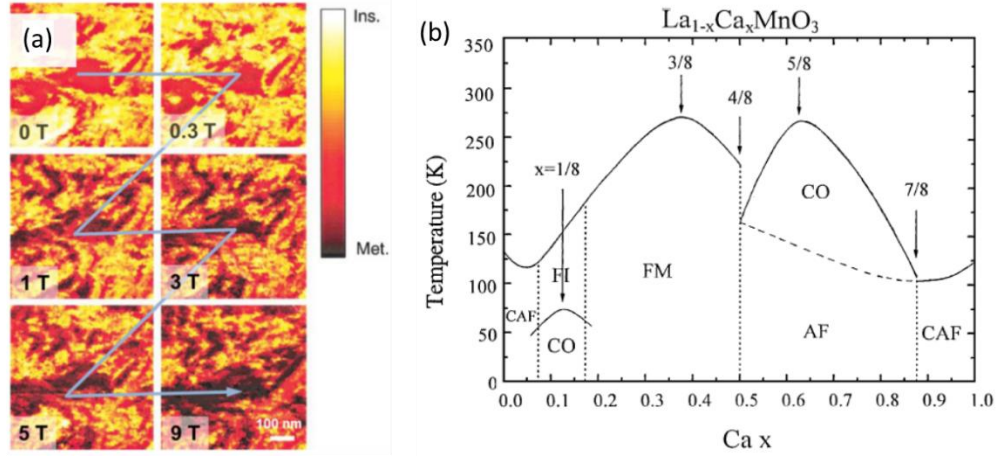 (a)
Ins.
Met.
0 T
0.3 T
1 T
3 T
5 T
9 T
100 nm
(b)
La1-xCaxMnO3
Temperature (K)
350
300
250
200
150
100
50
0
3/8
5/8
4/8
x=1/8
7/8
CO
FI
FM
CAF
CO
AF
CAF
0.0 0.1 0.2 0.3 0.4 0.5 0.6 0.7 0.8 0.9 1.0
Ca x